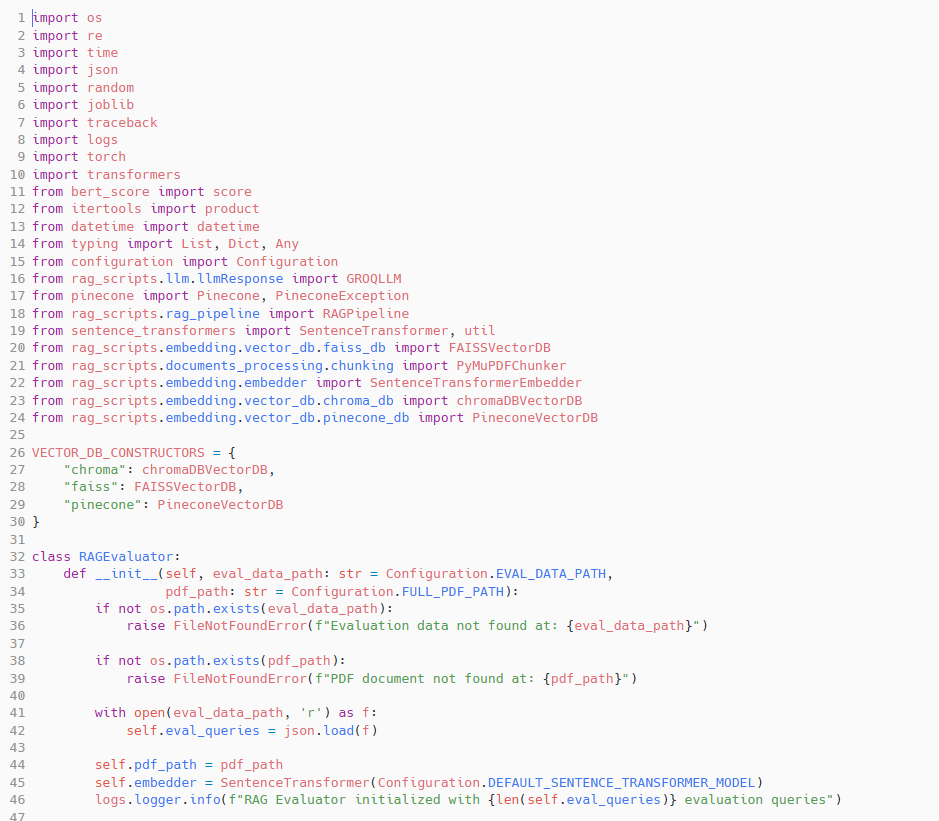 1 import os
2 import re
3 import time
4 import json
5 import random
6 import joblib
7 import traceback
8 import logs
9 import torch
10 import transformers
11 from bert_score import score
12 from itertools import product
13 from datetime import datetime
14 from typing import List, Dict, Any
15 from configuration import Configuration
16 from rag_scripts.llm.llmResponse import GROQLLM
17 from pinecone import Pinecone, PineconeException
18 from rag_scripts.rag_pipeline import RAGPipeline
19 from sentence_transformers import SentenceTransformer, util
20 from rag_scripts.embedding.vector_db.faiss_db import FAISSVectorDB
21 from rag_scripts.documents_processing.chunking import PyMuPDFChunker
22 from rag_scripts.embedding.embedder import SentenceTransformerEmbedder
23 from rag_scripts.embedding.vector_db.chroma_db import chromaDBVectorDB
24 from rag_scripts.embedding.vector_db.pinecone_db import PineconeVectorDB
25
26 VECTOR_DB_CONSTRUCTORS = {
27     "chroma": chromaDBVectorDB,
28     "faiss": FAISSVectorDB,
29     "pinecone": PineconeVectorDB
30 }
31
32 class RAGEvaluator:
33     def __init__(self, eval_data_path: str = Configuration.EVAL_DATA_PATH,
34                  pdf_path: str = Configuration.FULL_PDF_PATH):
35         if not os.path.exists(eval_data_path):
36             raise FileNotFoundError(f"Evaluation data not found at: {eval_data_path}")
37
38         if not os.path.exists(pdf_path):
39             raise FileNotFoundError(f"PDF document not found at: {pdf_path}")
40
41         with open(eval_data_path, 'r') as f:
42             self.eval_queries = json.load(f)
43
44         self.pdf_path = pdf_path
45         self.embedder = SentenceTransformer(Configuration.DEFAULT_SENTENCE_TRANSFORMER_MODEL)
46         logs.logger.info(f"RAG Evaluator initialized with {len(self.eval_queries)} evaluation queries")
47